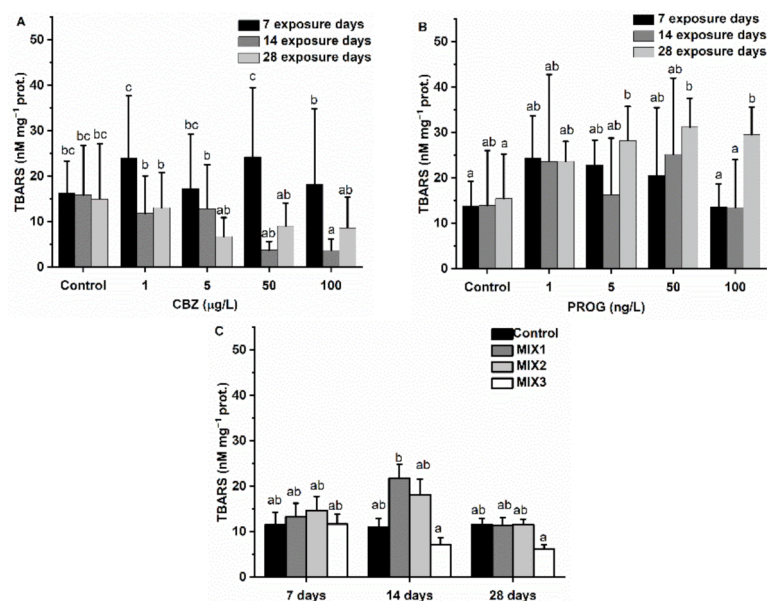 A
7 exposure days
14 exposure days
28 exposure days
50
40
30
20
10
0
TBARS (nM mg⁻¹ prot.)
bc bc bc
c b b
bc b ab
c ab ab
b a ab
Control 1 5 50 100
CBZ (µg/L)
B
7 exposure days
14 exposure days
28 exposure days
50
40
30
20
10
0
TBARS (nM mg⁻¹ prot.)
a a a
ab ab ab
ab ab b
ab ab b
a a b
Control 1 5 50 100
PROG (ng/L)
C
Control
MIX1
MIX2
MIX3
50
40
30
20
10
0
TBARS (nM mg⁻¹ prot.)
ab ab ab ab
ab b ab a
ab ab ab a
7 days 14 days 28 days